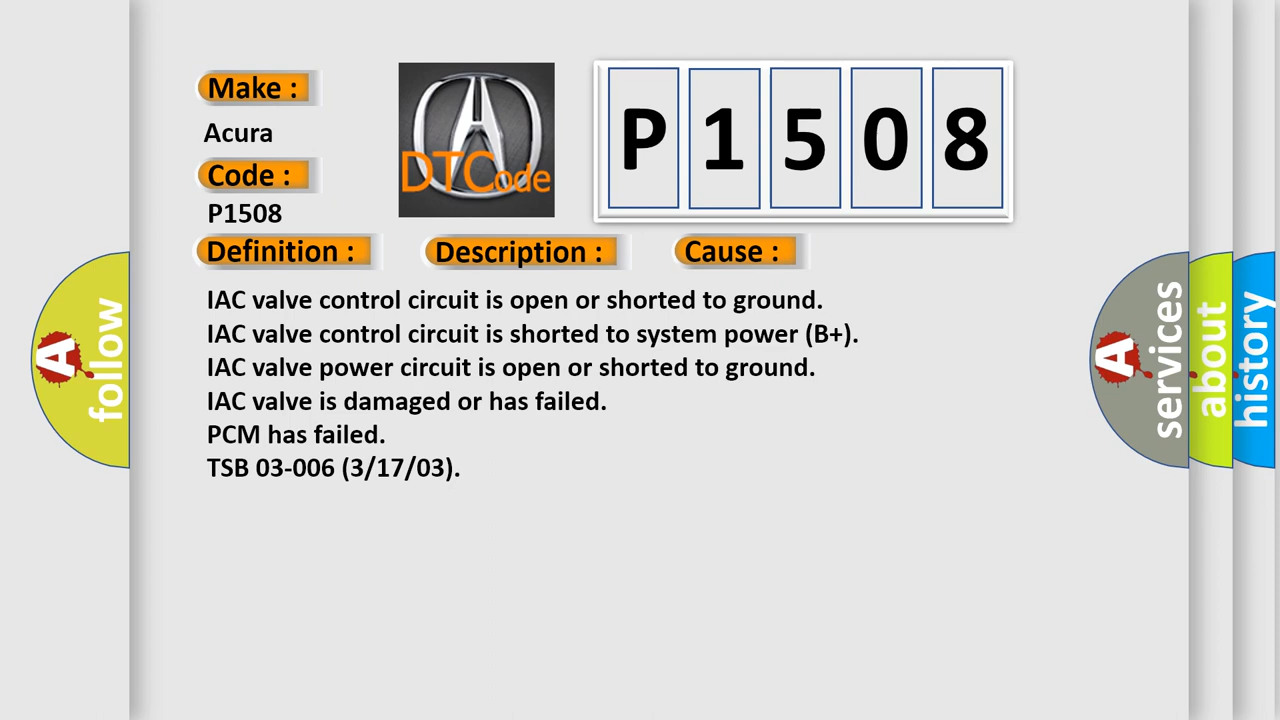 Make :
Acura
Code :
P1508
DTCode
P 1 5 0 8
Definition :
Description :
Cause :
IAC valve control circuit is open or shorted to ground.
IAC valve control circuit is shorted to system power (B+).
IAC valve power circuit is open or shorted to ground.
IAC valve is damaged or has failed.
PCM has failed.
TSB 03-006 (3/17/03).
A follow
A services
about
history